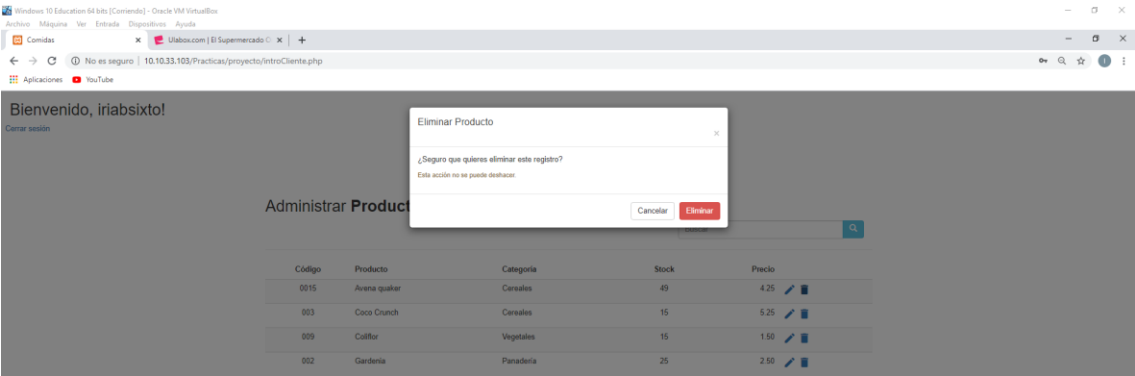 Windows 10 Education 64 bits [Corriendo] - Oracle VM VirtualBox
Archivo Máquina Ver Entrada Dispositivos Ayuda
Comidas
Ulabox.com | El Supermercado O
No es seguro | 10.10.33.103/Practicas/proyecto/introCliente.php
Aplicaciones YouTube
Bienvenido, iriabsixto!
Cerrar sesión
Eliminar Producto
¿Seguro que quieres eliminar este registro?
Esta acción no se puede deshacer.
Cancelar Eliminar
Administrar Product
Buscar
Código Producto Categoría Stock Precio
0015 Avena quaker Cereales 49 4.25
003 Coco Crunch Cereales 15 5.25
009 Coliflor Vegetales 15 1.50
002 Gardenia Panadería 25 2.50